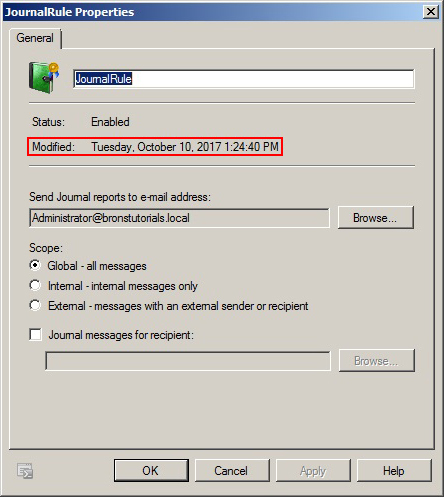 JournalRule Properties
General
JournalRule
Status: Enabled
Modified: Tuesday, October 10, 2017 1:24:40 PM
Send Journal reports to e-mail address:
Administrator@bronstutorials.local Browse...
Scope:
Global - all messages
Internal - internal messages only
External - messages with an external sender or recipient
Journal messages for recipient:
Browse...
OK Cancel Apply Help